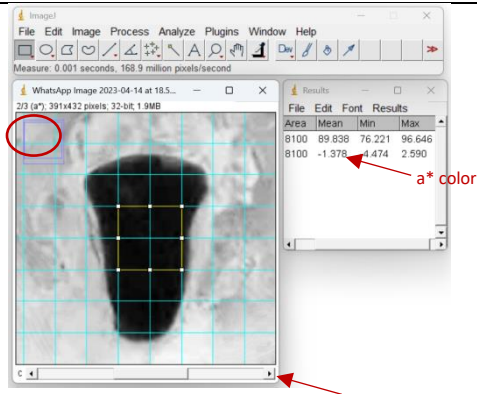 ImageJ
File Edit Image Process Analyze Plugins Window Help
A Dev
Measure: 0.001 seconds, 168.9 million pixels/second
WhatsApp Image 2023-04-14 at 18.5...
2/3 (a*); 391x432 pixels; 32-bit; 1.9MB
Results
File Edit Font Results
Area Mean Min Max
8100 89.838 76.221 96.646
8100 -1.378 -4.474 2.590
a* color
c